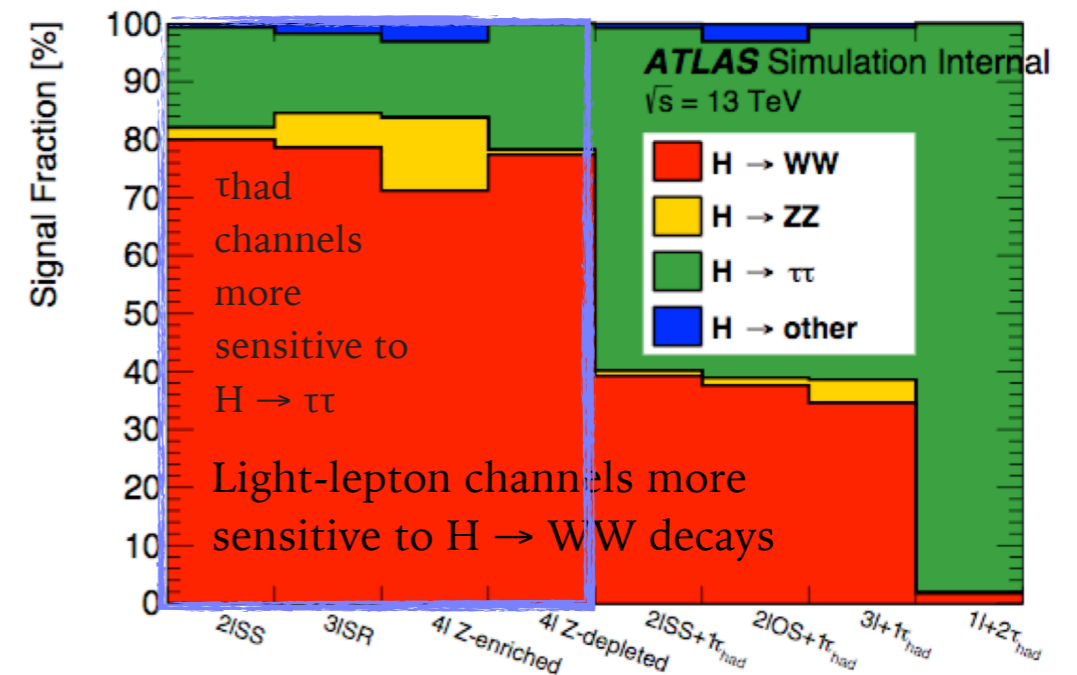 Signal Fraction [%]
100
90
80
70
60
50
40
30
20
10
0
ATLAS Simulation Internal
√s = 13 TeV
H → WW
H → ZZ
H → ττ
H → other
τhad
channels
more
sensitive to
H → ττ
Light-lepton channels more
sensitive to H → WW decays
2lSS
3lSR
4l Z-enriched
4l Z-depleted
2lSS+1τhad
2lOS+1τhad
3l+1τhad
1l+2τhad